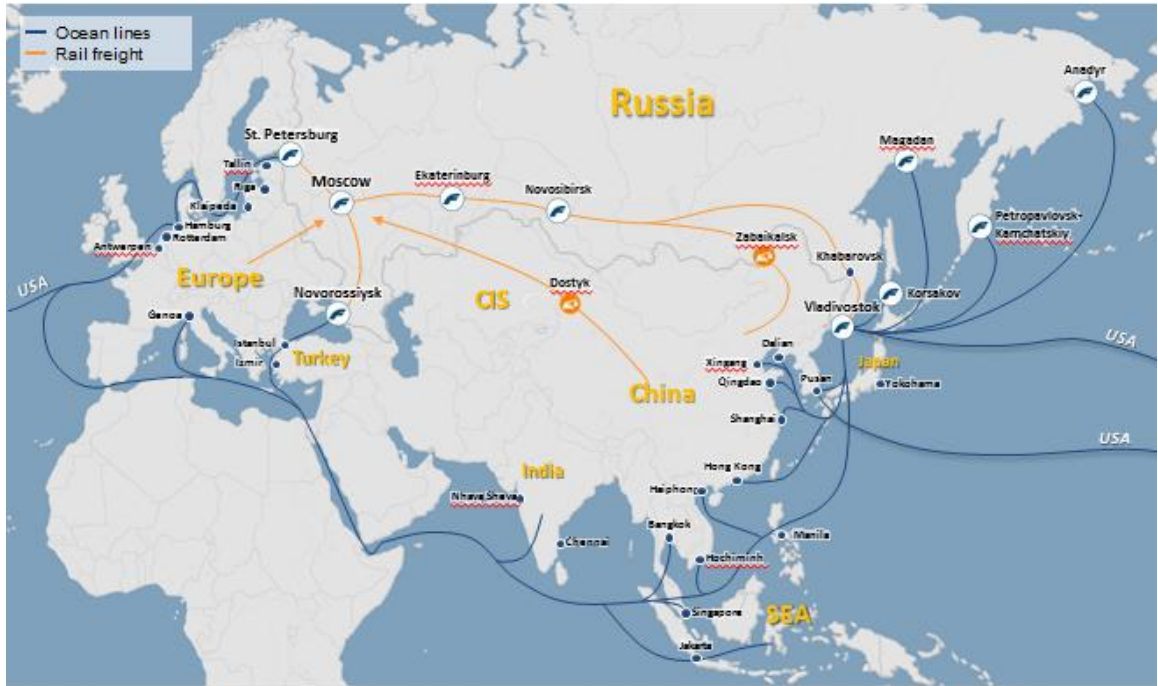 Ocean lines
Rail freight
Russia
Anadyr
Magadan
St. Petersburg
Tallin
Riga
Klaipeda
Moscow
Ekaterinburg
Novosibirsk
Petropavlovsk-
Kamchatskiy
Hamburg
Rotterdam
Antwerpen
Zabaikalsk
Khabarovsk
Europe
USA
CIS
Dostyk
Korsakov
Novorossiysk
Vladivostok
Genoa
Istanbul
Izmir
Turkey
China
Dalian
Xingang
Qingdao
Pusan
Japan
Yokohama
USA
Shanghai
USA
India
Hong Kong
Haiphong
Nhava Sheva
Bangkok
Chennai
Manila
Hochiminh
Singapore
SEA
Jakarta